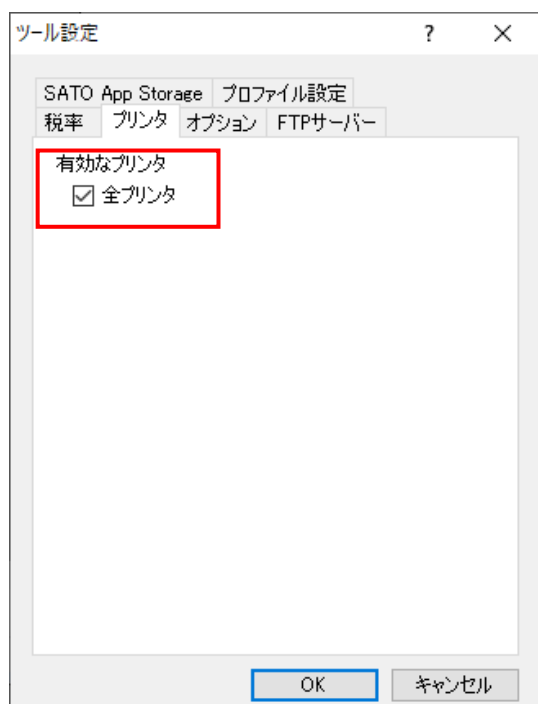 ツール設定 ? ×
SATO App Storage プロファイル設定
税率 プリンタ オプション FTPサーバー
有効なプリンタ
全プリンタ
OK キャンセル